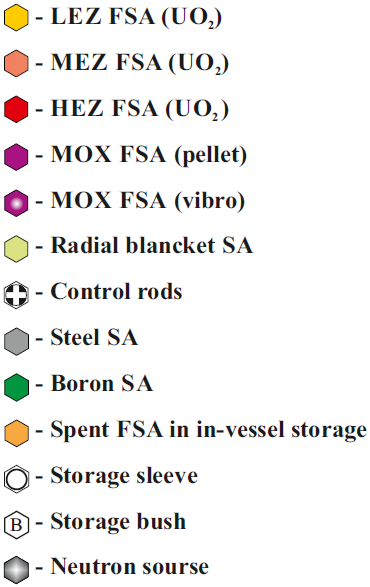 - LEZ FSA (UO₂)
- MEZ FSA (UO₂)
- HEZ FSA (UO₂)
- MOX FSA (pellet)
- MOX FSA (vibro)
- Radial blancket SA
- Control rods
- Steel SA
- Boron SA
- Spent FSA in in-vessel storage
- Storage sleeve
B - Storage bush
- Neutron sourse